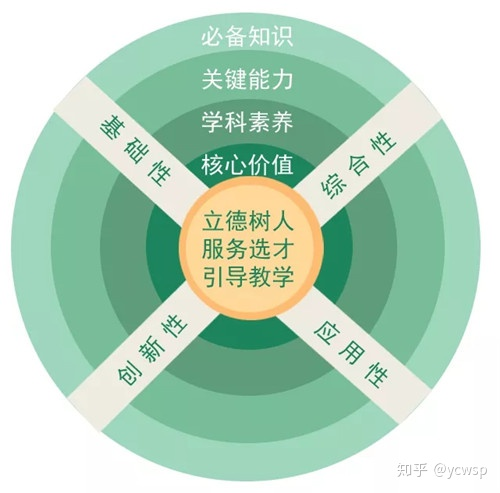 必备知识
关键能力
学科素养
核心价值
基础性
综合性
立德树人
服务选才
引导教学
创新性
应用性
知乎 @ycwsp